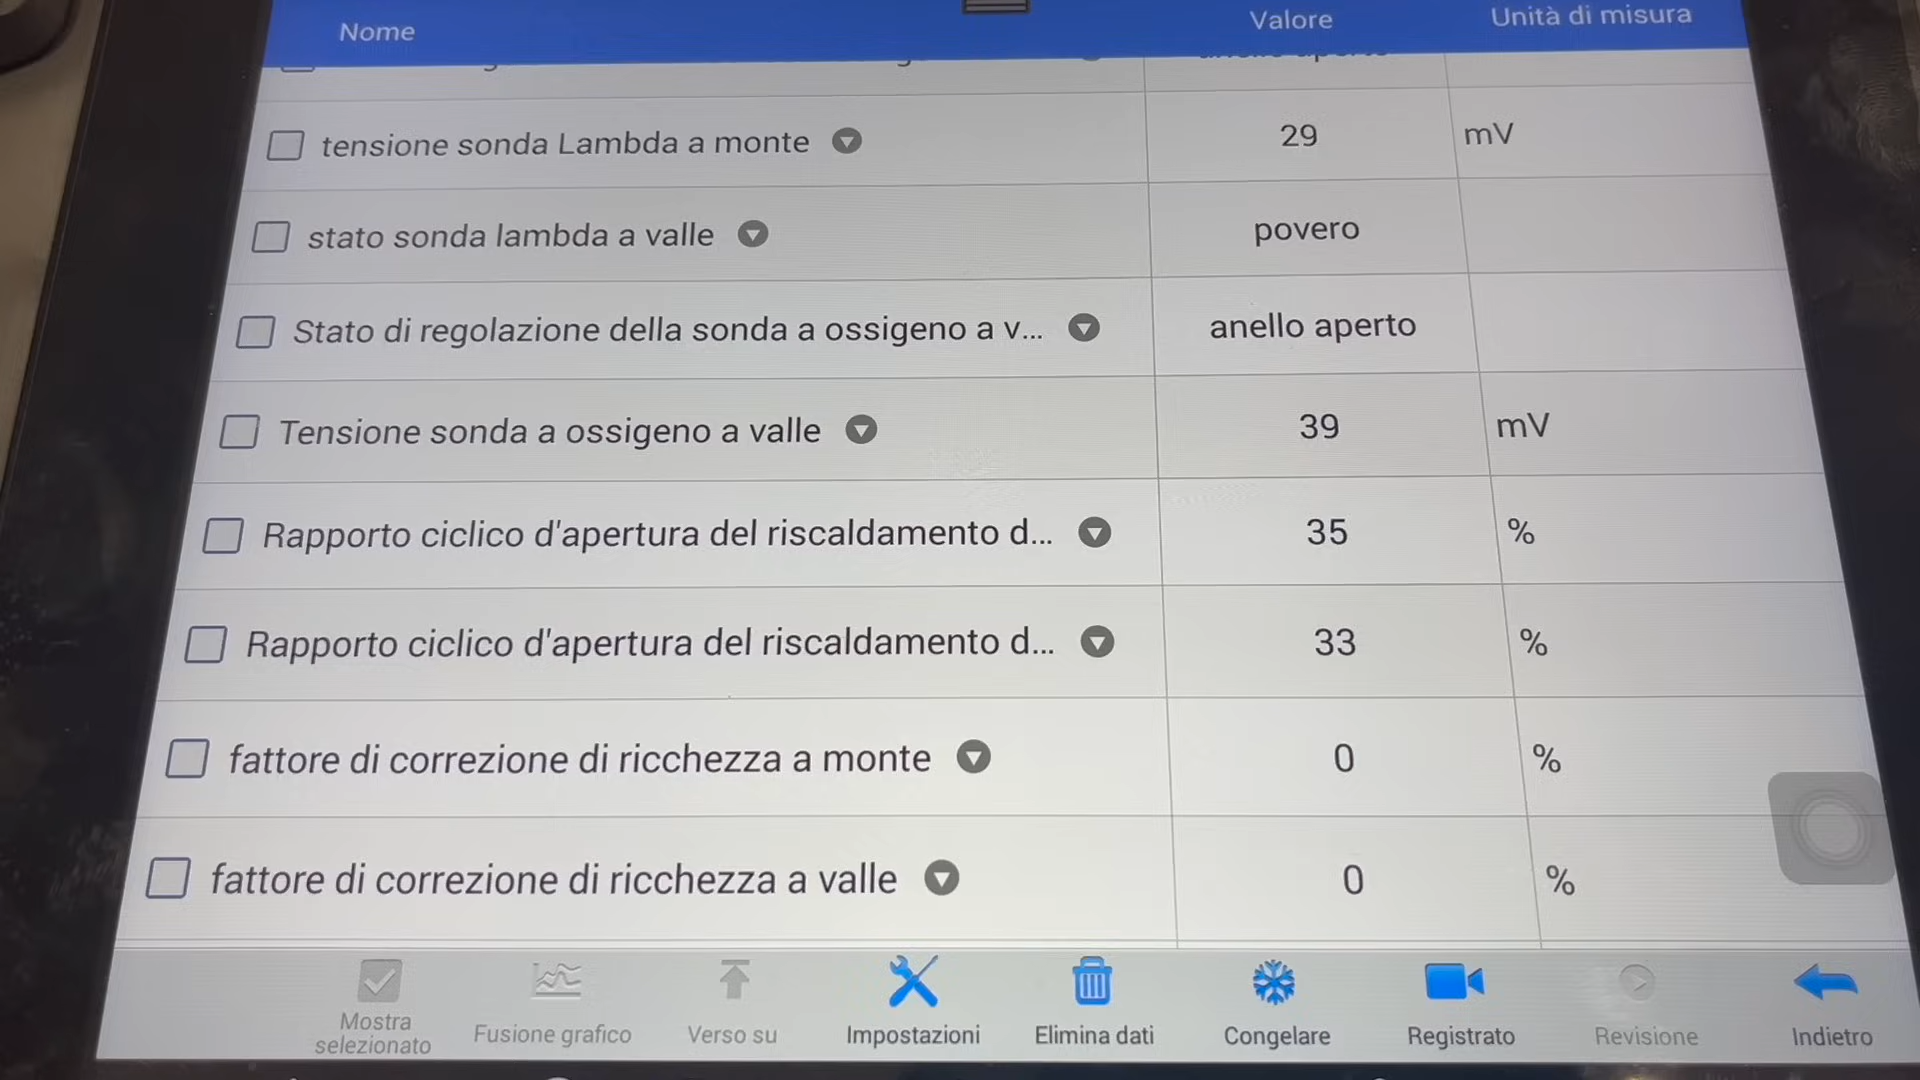 Nome Valore Unità di misura
tensione sonda Lambda a monte 29 mV
stato sonda lambda a valle povero
Stato di regolazione della sonda a ossigeno a v... anello aperto
Tensione sonda a ossigeno a valle 39 mV
Rapporto ciclico d'apertura del riscaldamento d... 35 %
Rapporto ciclico d'apertura del riscaldamento d... 33 %
fattore di correzione di ricchezza a monte 0 %
fattore di correzione di ricchezza a valle 0 %
Mostra
selezionato Fusione grafico Verso su Impostazioni Elimina dati Congelare Registrato Revisione Indietro